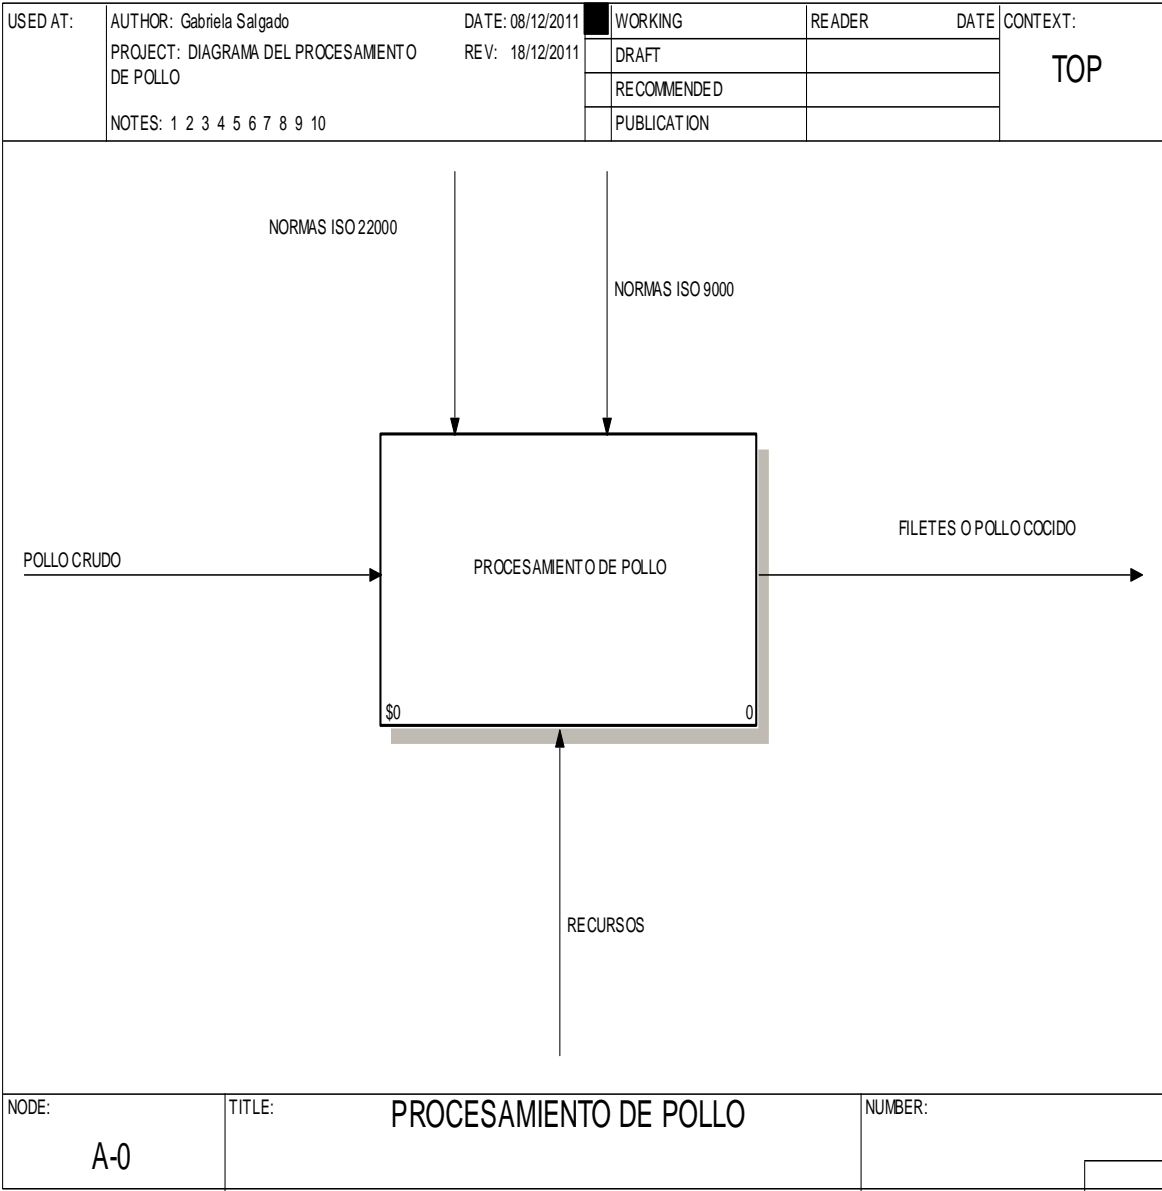 USED AT:
AUTHOR: Gabriela Salgado
DATE: 08/12/2011
PROJECT: DIAGRAMA DEL PROCESAMIENTO
DE POLLO
REV: 18/12/2011
NOTES: 1 2 3 4 5 6 7 8 9 10
WORKING
DRAFT
RECOMMENDED
PUBLICATION
READER
DATE
CONTEXT:
TOP
NORMAS ISO 22000
NORMAS ISO 9000
FILETES O POLLO COCIDO
POLLO CRUDO
PROCESAMIENTO DE POLLO
$0
0
RECURSOS
NODE:
A-0
TITLE:
PROCESAMIENTO DE POLLO
NUMBER: